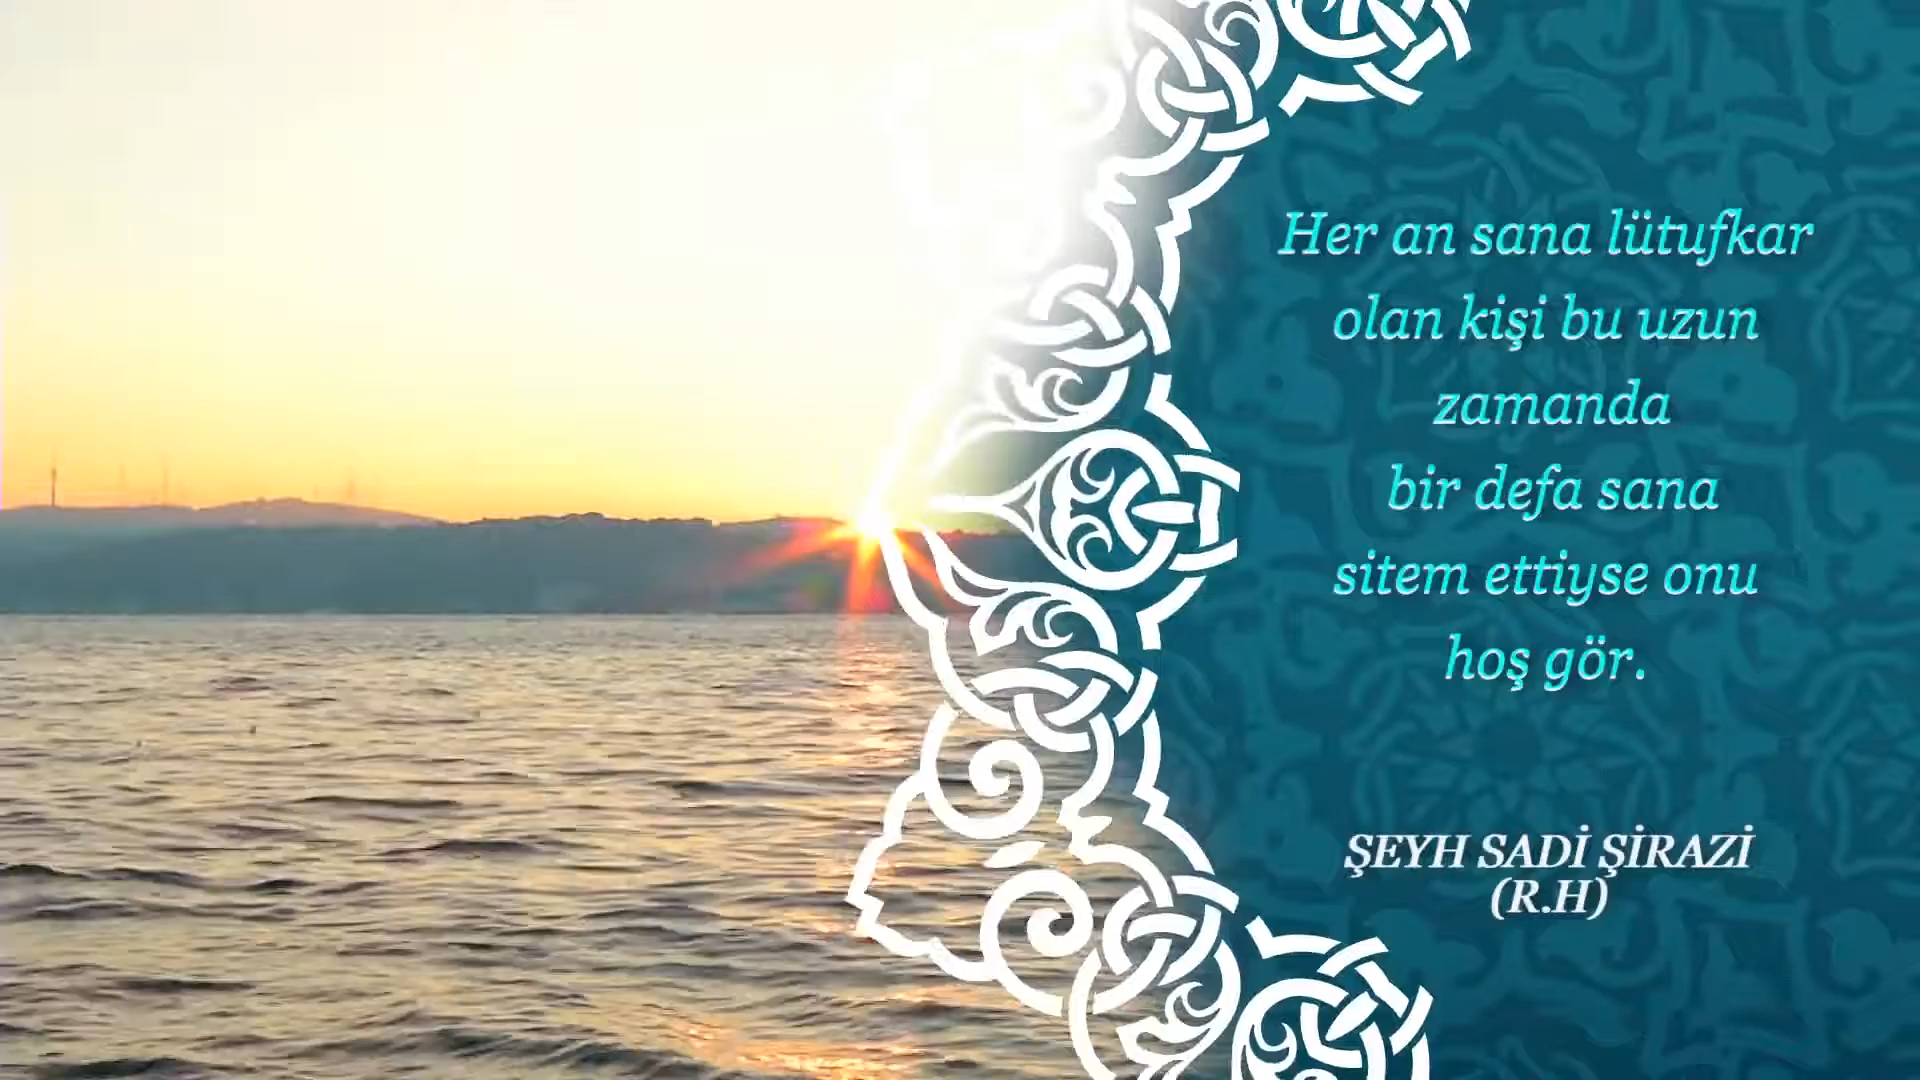 Her an sana lütufkar
olan kişi bu uzun
zamanda
bir defa sana
sitem ettiyse onu
hoş gör.
ŞEYH SADİ ŞİRAZİ
(R.H)